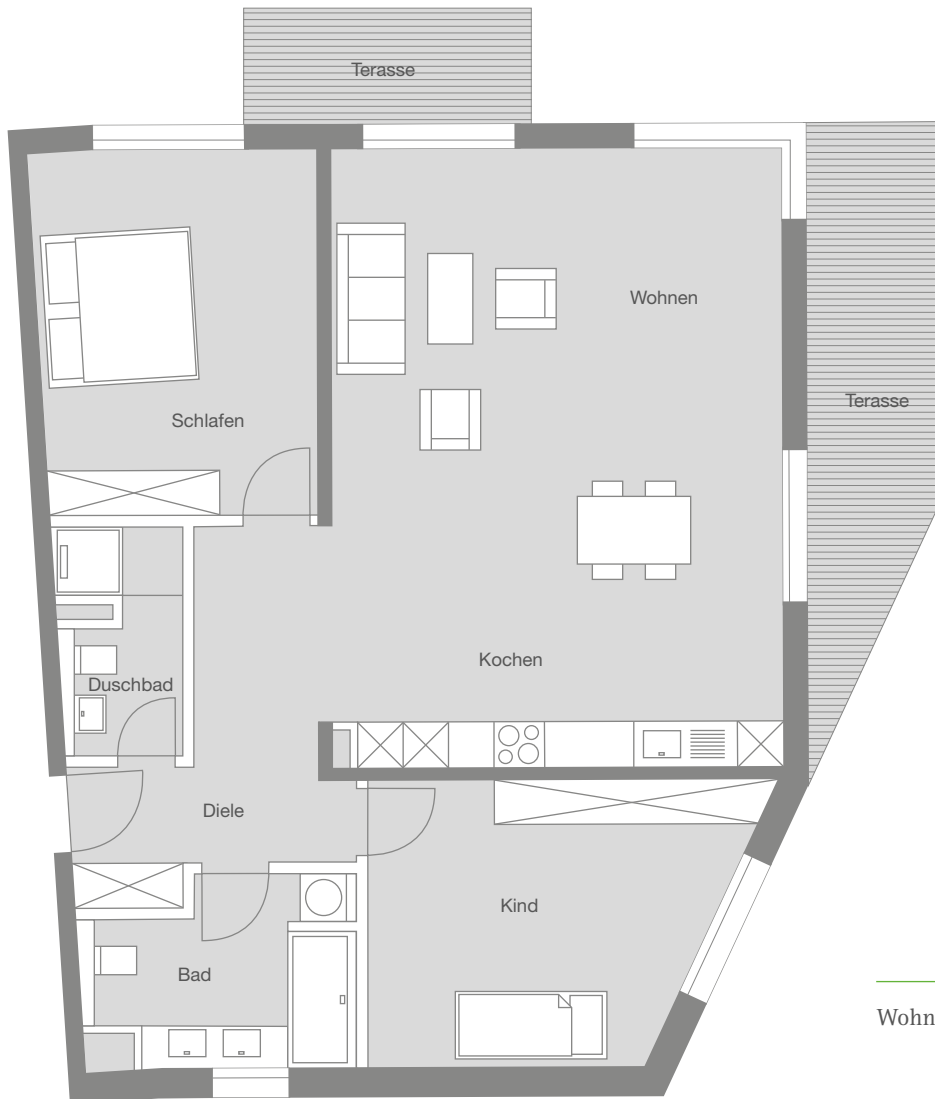 Terasse
Wohnen
Terasse
Schlafen
Kochen
Duschbad
Diele
Kind
Bad
Wohn